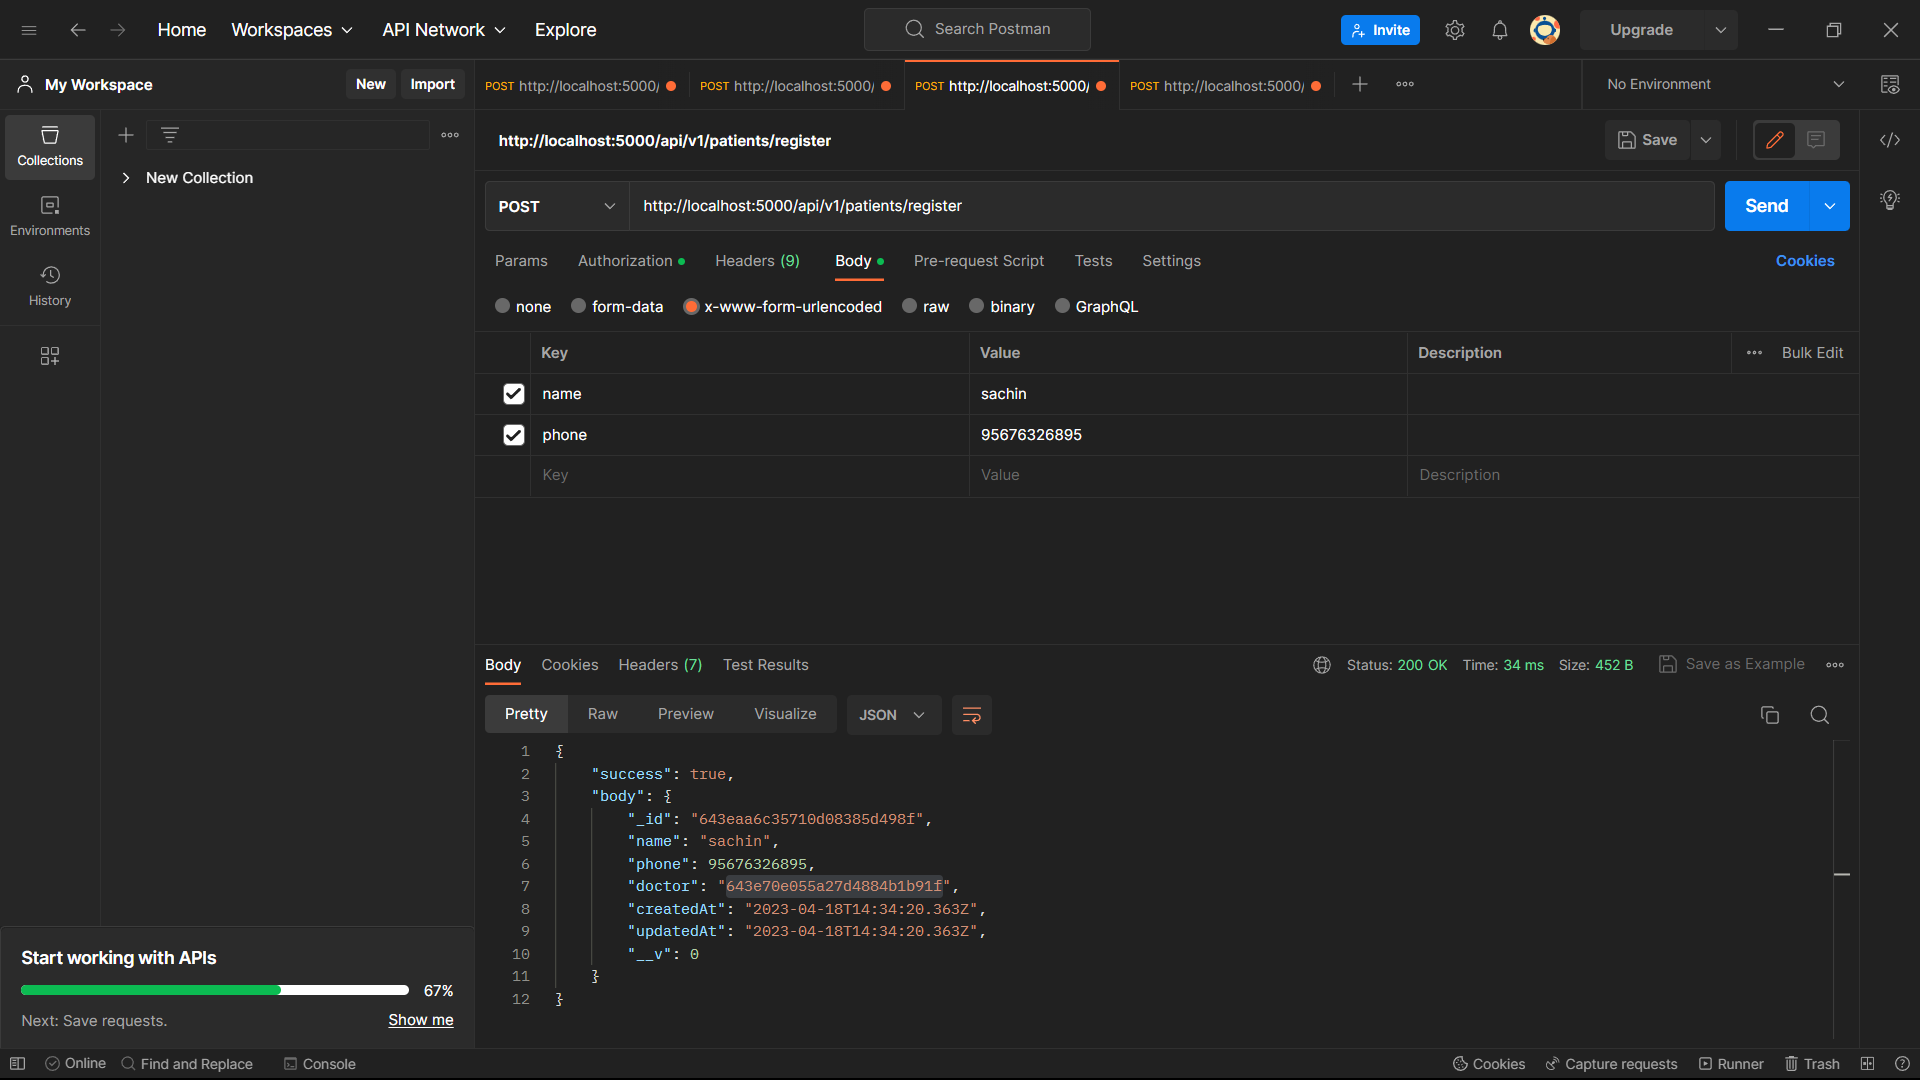 Home Workspaces API Network Explore Search Postman Invite Upgrade
My Workspace New Import POST http://localhost:5000/ POST http://localhost:5000/ POST http://localhost:5000/ POST http://localhost:5000/ No Environment
Collections
Environments
History
New Collection
http://localhost:5000/api/v1/patients/register Save
POST http://localhost:5000/api/v1/patients/register Send
Params Authorization Headers (9) Body Pre-request Script Tests Settings Cookies
none form-data x-www-form-urlencoded raw binary GraphQL
Key Value Description Bulk Edit
name sachin
phone 95676326895
Key Value Description
Body Cookies Headers (7) Test Results Status: 200 OK Time: 34 ms Size: 452 B Save as Example
Pretty Raw Preview Visualize JSON
1 {
2 "success": true,
3 "body": {
4 "_id": "643eaa6c35710d08385d498f",
5 "name": "sachin",
6 "phone": 95676326895,
7 "doctor": "643e70e055a27d4884b1b91f",
8 "createdAt": "2023-04-18T14:34:20.363Z",
9 "updatedAt": "2023-04-18T14:34:20.363Z",
10 "__v": 0
11 }
12 }
Start working with APIs
67%
Next: Save requests. Show me
Online Find and Replace Console Cookies Capture requests Runner Trash